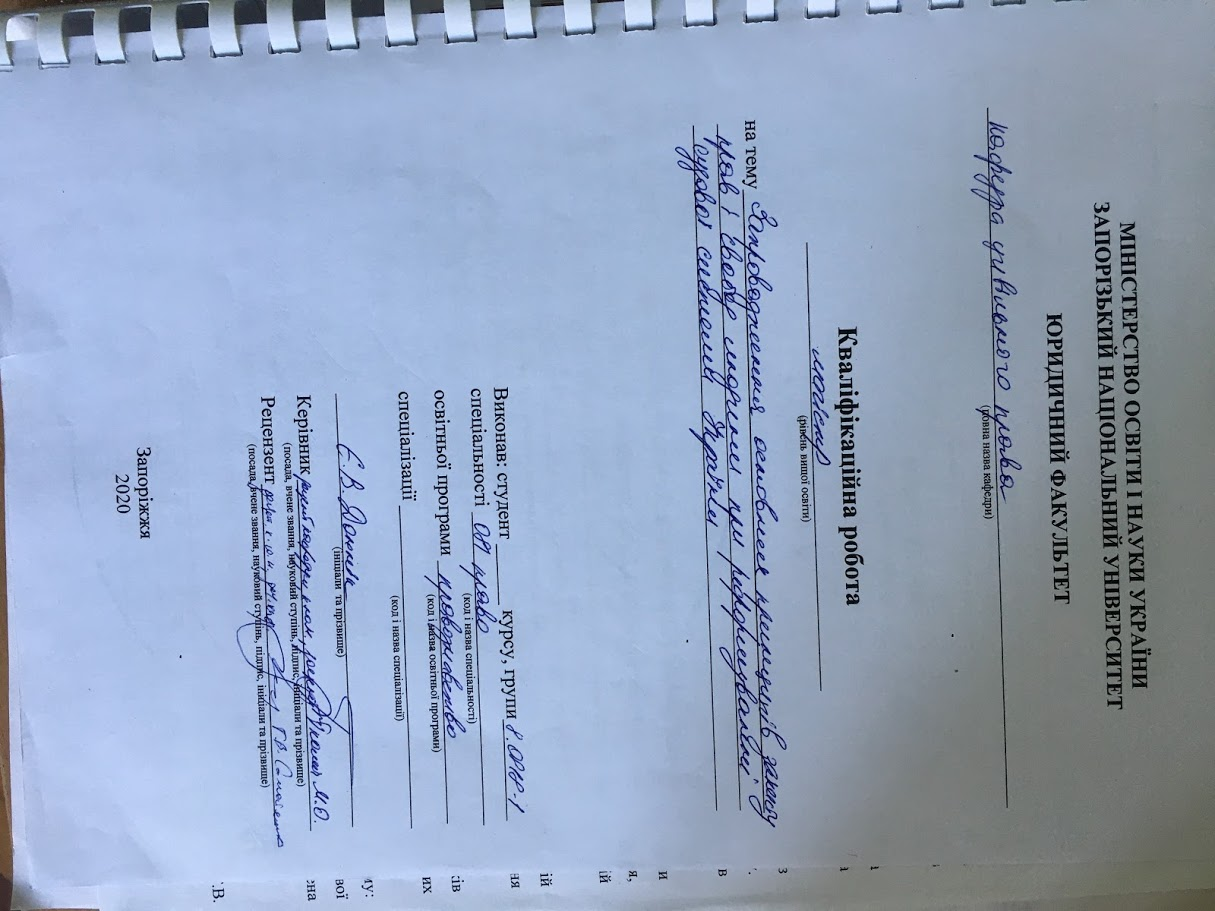 МІНІСТЕРСТВО ОСВІТИ І НАУКИ УКРАЇНИ
ЗАПОРІЗЬКИЙ НАЦІОНАЛЬНИЙ УНІВЕРСИТЕТ
ЮРИДИЧНИЙ ФАКУЛЬТЕТ
кафедра цивільного права
(повна назва кафедри)
Кваліфікаційна робота
магістр
(рівень вищої освіти)
на тему Запровадження основних принципів захисту
прав і свобод людини при реформуванні
судової системи України
Виконав: студент курсу, групи
спеціальності 081 право
(код і назва спеціальності)
освітньої програми правознавство
(код і назва освітньої програми)
спеціалізації
(код і назва спеціалізації)
Є.В.
(ініціали та прізвище)
Керівник М.О.
(посада, вчене звання, науковий ступінь, підпис, ініціали та прізвище)
Рецензент
(посада, вчене звання, науковий ступінь, підпис, ініціали та прізвище)
Запоріжжя
2020